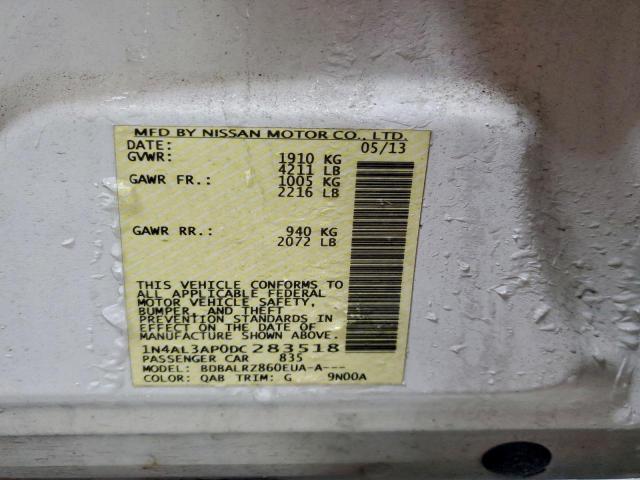 MFD BY NISSAN MOTOR CO., LTD.
DATE: 05/13
GVWR: 1910 KG
4211 LB
GAWR FR.: 1005 KG
2216 LB
GAWR RR.: 940 KG
2072 LB
THIS VEHICLE CONFORMS TO
ALL APPLICABLE FEDERAL
MOTOR VEHICLE SAFETY,
BUMPER, AND THEFT
PREVENTION STANDARDS IN
EFFECT ON THE DATE OF
MANUFACTURE SHOWN ABOVE.
1N4AL3AP0DC 283518
PASSENGER CAR 835
MODEL: BDBALRZ860EUA-A---
COLOR: QAB TRIM: G 9N00A